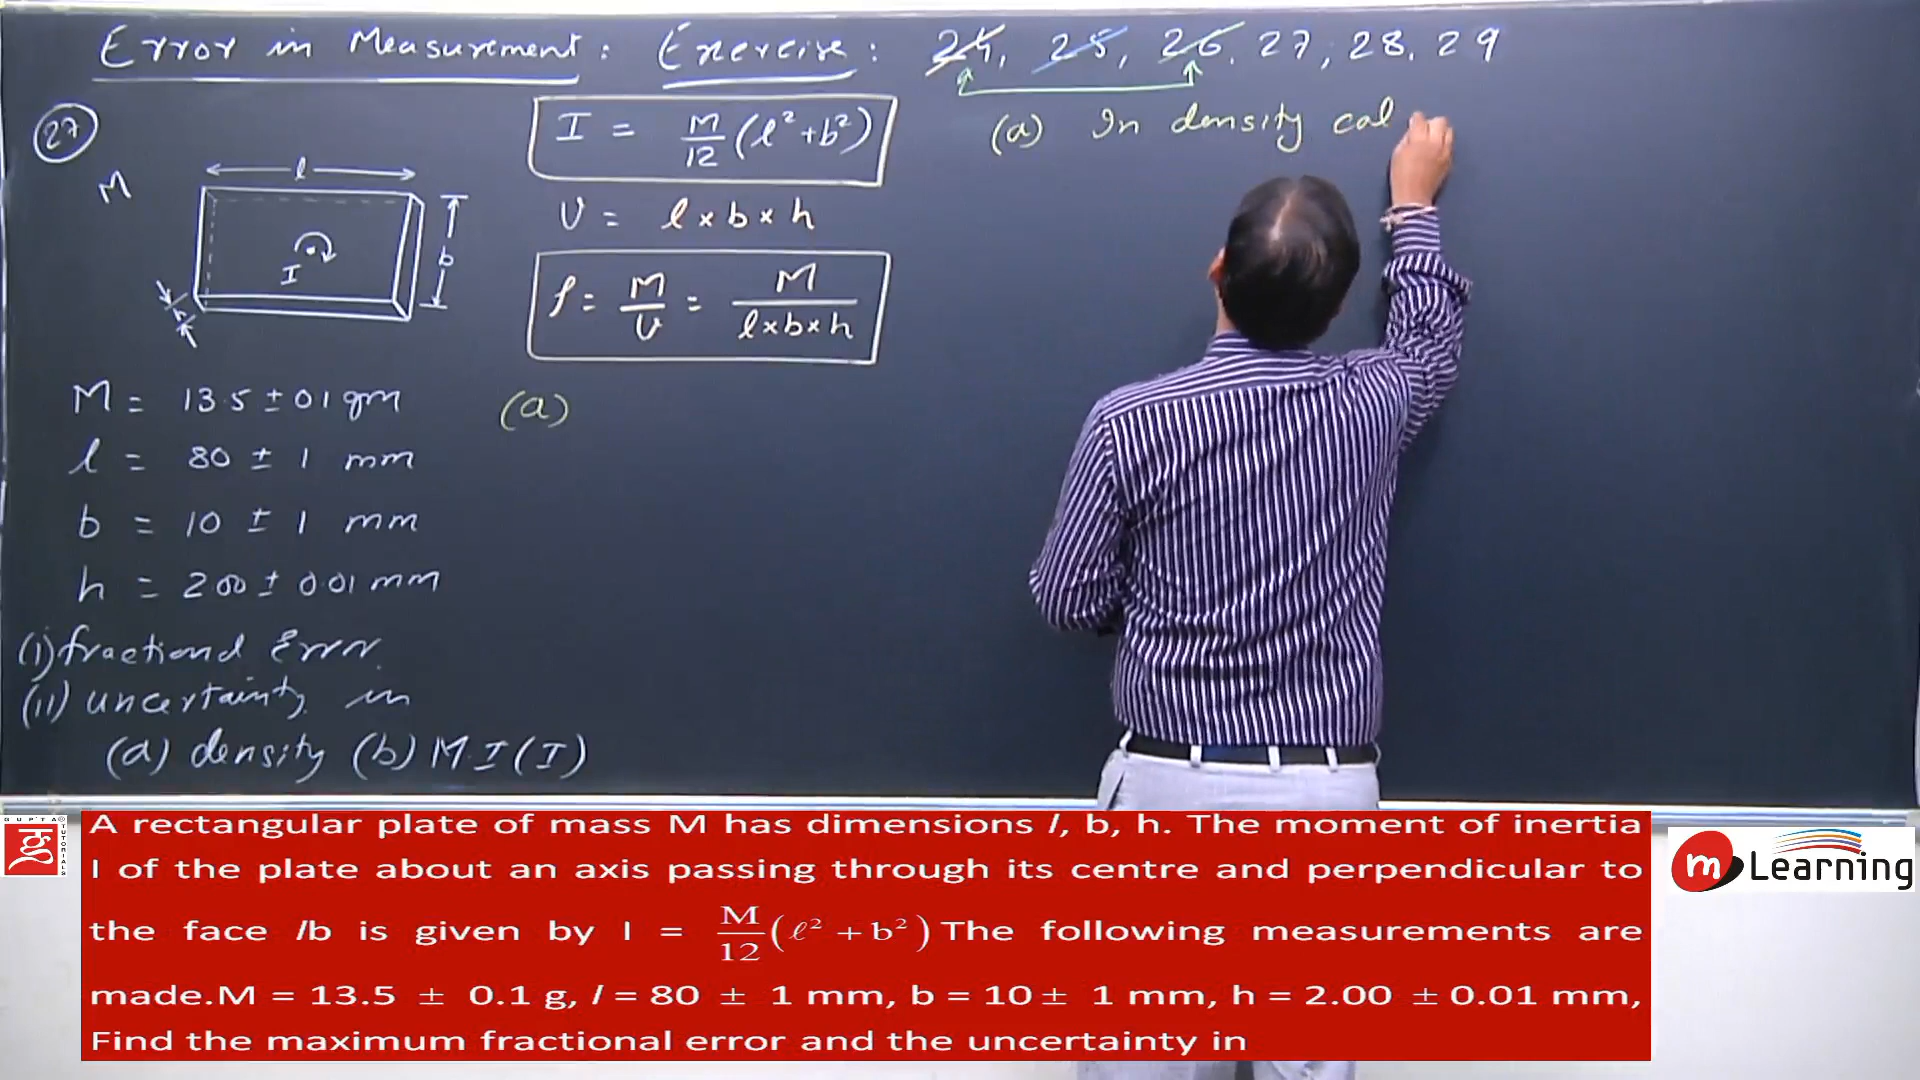 Error in Measurement : Exercise : 24, 25, 26, 27, 28, 29
27
M
l
b
h
I
I = M/12 (l² + b²)
(a) In density cal
V = l × b × h
ρ = M/V = M/(l×b×h)
M = 13.5 ± 0.1 gm
(a)
l = 80 ± 1 mm
b = 10 ± 1 mm
h = 2.00 ± 0.01 mm
(i) fractional Error.
(ii) uncertainty in
(a) density (b) M.I (I)
GUPTA TUTORIALS
A rectangular plate of mass M has dimensions l, b, h. The moment of inertia
I of the plate about an axis passing through its centre and perpendicular to
the face lb is given by I = M/12 (ℓ² + b²) The following measurements are
made.M = 13.5 ± 0.1 g, l = 80 ± 1 mm, b = 10 ± 1 mm, h = 2.00 ± 0.01 mm,
Find the maximum fractional error and the uncertainty in
m Learning